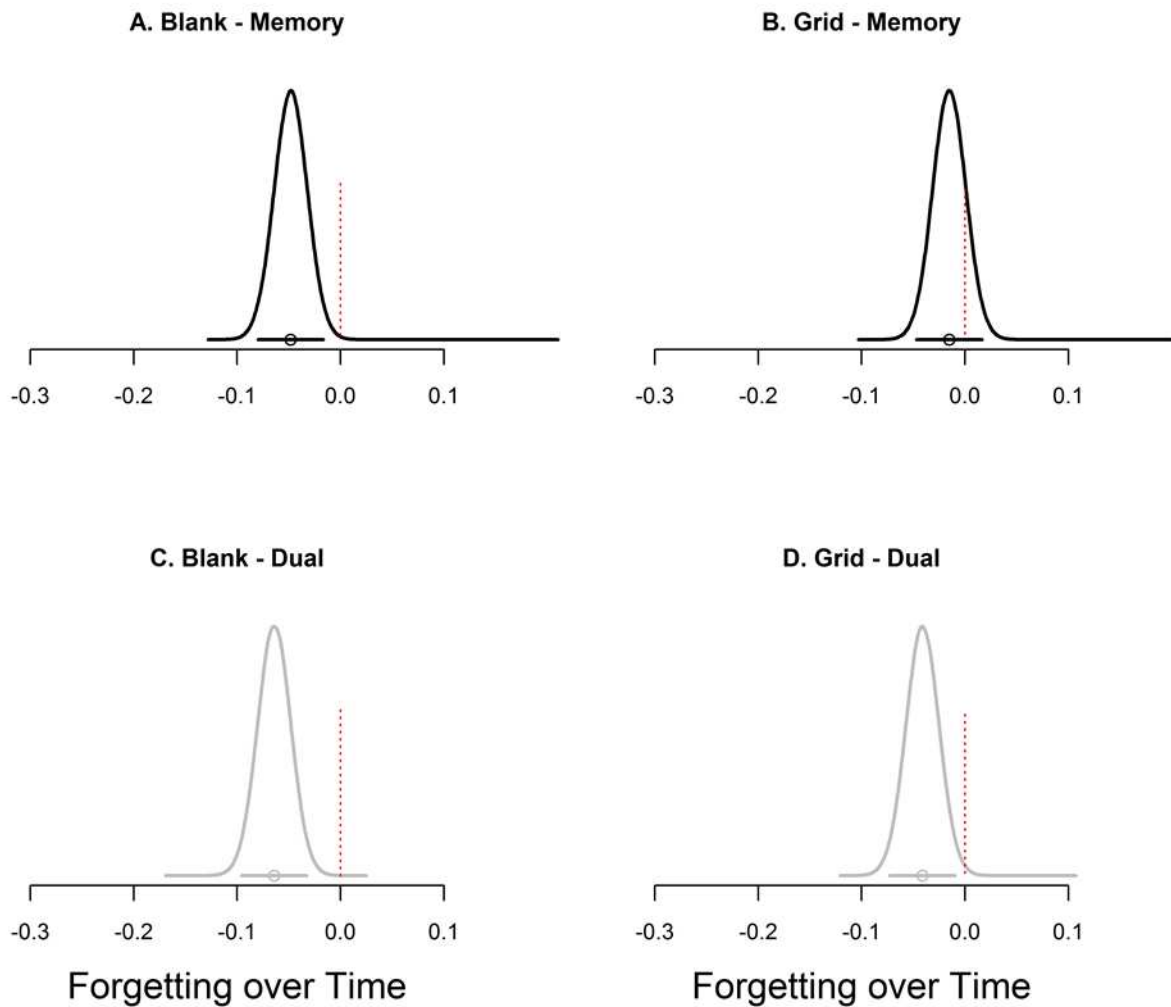 A. Blank - Memory
-0.3 -0.2 -0.1 0.0 0.1
B. Grid - Memory
-0.3 -0.2 -0.1 0.0 0.1
C. Blank - Dual
-0.3 -0.2 -0.1 0.0 0.1
Forgetting over Time
D. Grid - Dual
-0.3 -0.2 -0.1 0.0 0.1
Forgetting over Time